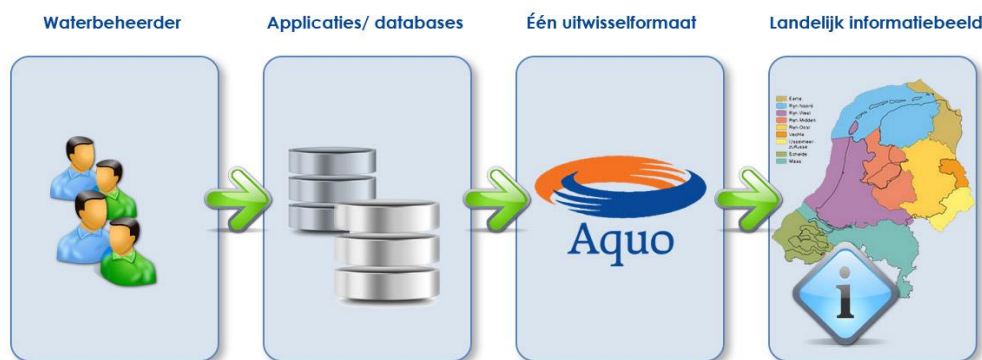 Waterbeheerder
Applicaties/ databases
Één uitwisselformaat
Landelijk informatiebeeld
Aquo
Eems
Rijn-Noord
Rijn-West
Rijn-Midden
Rijn-Oost
Vechte
Schelde
Maas
i